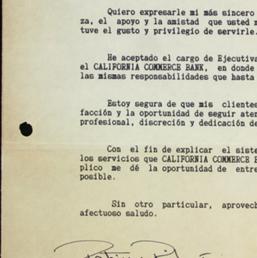 Quiero expresarle mi más sincero
za, el apoyo y la amistad que usted m
tuve el gusto y privilegio de servirle.
He aceptado el cargo de Ejecutiva
el CALIFORNIA COMMERCE BANK, en donde
las mismas responsabilidades que hasta
Estoy segura de que mis clientes
facción y la oportunidad de seguir aten
profesional, discreción y dedicación de
Con el fin de explicar el siste
los servicios que CALIFORNIA COMMERCE B
plico me dé la oportunidad de entre
posible.
Sin otro particular, aprovech
afectuoso saludo.